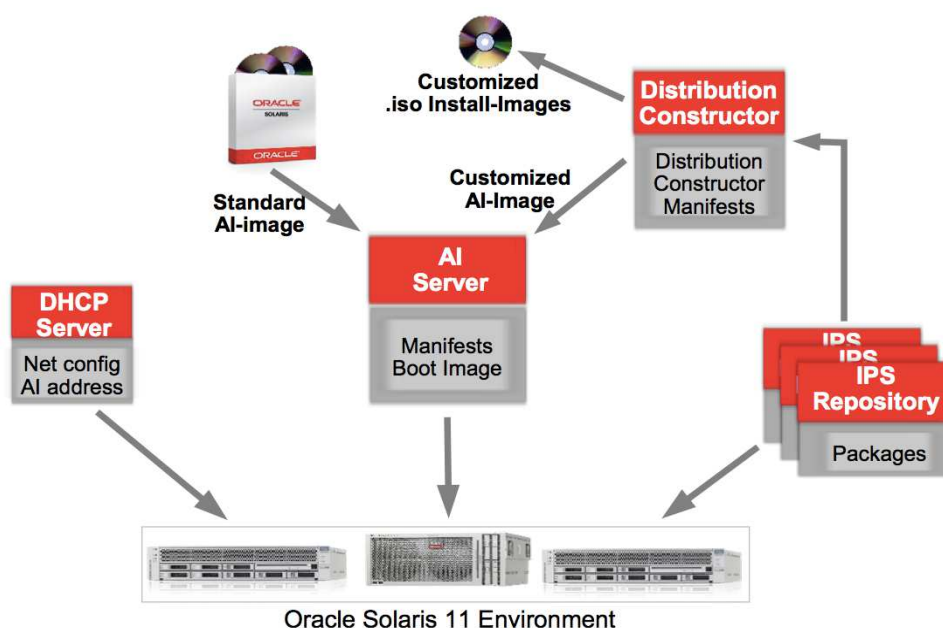 ORACLE
SOLARIS
ORACLE
Customized
.iso Install-Images
Distribution
Constructor
Distribution
Constructor
Manifests
Standard
AI-image
Customized
AI-Image
AI
Server
Manifests
Boot Image
DHCP
Server
Net config
AI address
IPS
IPS
IPS
Repository
Packages
Oracle Solaris 11 Environment